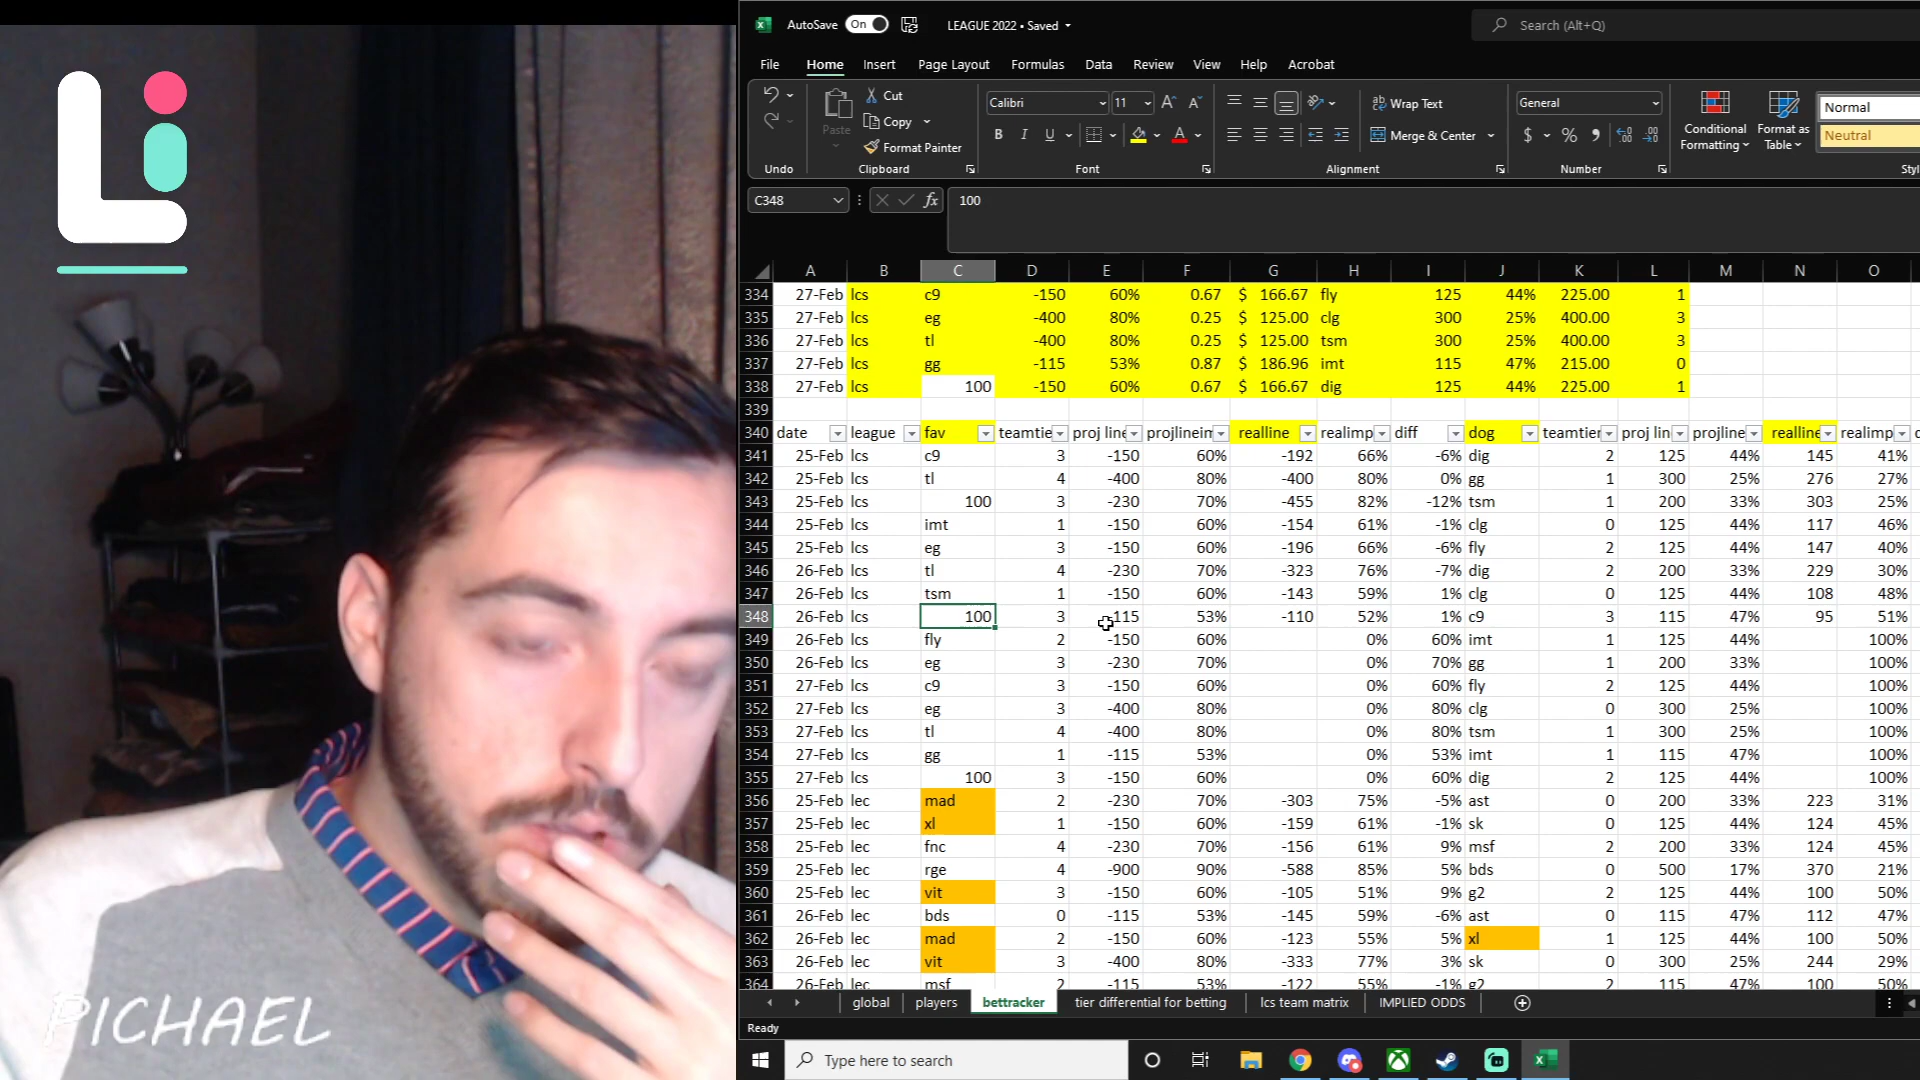 AutoSave On LEAGUE 2022 • Saved Search (Alt+Q)
File Home Insert Page Layout Formulas Data Review View Help Acrobat
Paste Cut Copy Format Painter
Calibri 11 B I U
Wrap Text Merge & Center
General $ %
Conditional Formatting Format as Table Normal Neutral
Undo Clipboard Font Alignment Number Styl
C348 fx 100
A B C D E F G H I J K L M N O
334 27-Feb lcs c9 -150 60% 0.67 $ 166.67 fly 125 44% 225.00 1
335 27-Feb lcs eg -400 80% 0.25 $ 125.00 clg 300 25% 400.00 3
336 27-Feb lcs tl -400 80% 0.25 $ 125.00 tsm 300 25% 400.00 3
337 27-Feb lcs gg -115 53% 0.87 $ 186.96 imt 115 47% 215.00 0
338 27-Feb lcs 100 -150 60% 0.67 $ 166.67 dig 125 44% 225.00 1
339
340 date league fav teamtie proj line projlinein realline realimp diff dog teamtier proj lin projline realline realimp
341 25-Feb lcs c9 3 -150 60% -192 66% -6% dig 2 125 44% 145 41%
342 25-Feb lcs tl 4 -400 80% -400 80% 0% gg 1 300 25% 276 27%
343 25-Feb lcs 100 3 -230 70% -455 82% -12% tsm 1 200 33% 303 25%
344 25-Feb lcs imt 1 -150 60% -154 61% -1% clg 0 125 44% 117 46%
345 25-Feb lcs eg 3 -150 60% -196 66% -6% fly 2 125 44% 147 40%
346 26-Feb lcs tl 4 -230 70% -323 76% -7% dig 2 200 33% 229 30%
347 26-Feb lcs tsm 1 -150 60% -143 59% 1% clg 0 125 44% 108 48%
348 26-Feb lcs 100 3 -115 53% -110 52% 1% c9 3 115 47% 95 51%
349 26-Feb lcs fly 2 -150 60% 0% 60% imt 1 125 44% 100%
350 26-Feb lcs eg 3 -230 70% 0% 70% gg 1 200 33% 100%
351 27-Feb lcs c9 3 -150 60% 0% 60% fly 2 125 44% 100%
352 27-Feb lcs eg 3 -400 80% 0% 80% clg 0 300 25% 100%
353 27-Feb lcs tl 4 -400 80% 0% 80% tsm 1 300 25% 100%
354 27-Feb lcs gg 1 -115 53% 0% 53% imt 1 115 47% 100%
355 27-Feb lcs 100 3 -150 60% 0% 60% dig 2 125 44% 100%
356 25-Feb lec mad 2 -230 70% -303 75% -5% ast 0 200 33% 223 31%
357 25-Feb lec xl 1 -150 60% -159 61% -1% sk 0 125 44% 124 45%
358 25-Feb lec fnc 4 -230 70% -156 61% 9% msf 2 200 33% 124 45%
359 25-Feb lec rge 4 -900 90% -588 85% 5% bds 0 500 17% 370 21%
360 25-Feb lec vit 3 -150 60% -105 51% 9% g2 2 125 44% 100 50%
361 26-Feb lec bds 0 -115 53% -145 59% -6% ast 0 115 47% 112 47%
362 26-Feb lec mad 2 -150 60% -123 55% 5% xl 1 125 44% 100 50%
363 26-Feb lec vit 3 -400 80% -333 77% 3% sk 0 300 25% 244 29%
364 26-Feb lec msf 2 -115 53% -122 55% -1% g2 2 115 47% 100 50%
global players bettracker tier differential for betting lcs team matrix IMPLIED ODDS
Ready
Type here to search
PICHAEL